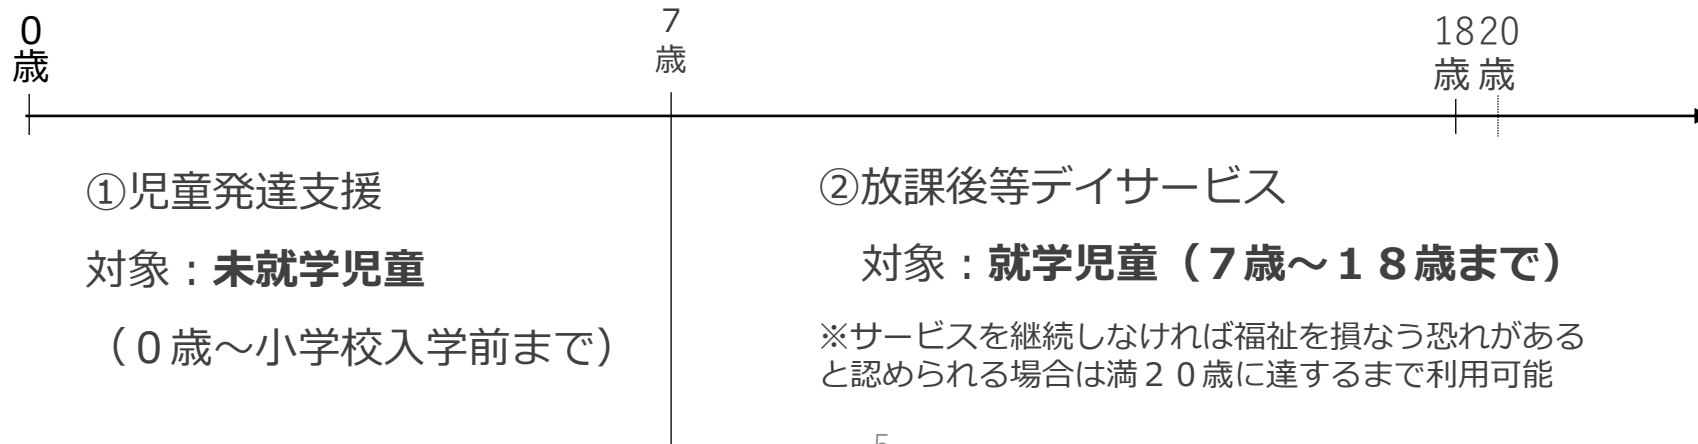 0歳
7歳
18歳
20歳
①児童発達支援
対象：未就学児童
（０歳～小学校入学前まで）
②放課後等デイサービス
対象：就学児童（７歳～１８歳まで）
※サービスを継続しなければ福祉を損なう恐れがある
と認められる場合は満２０歳に達するまで利用可能